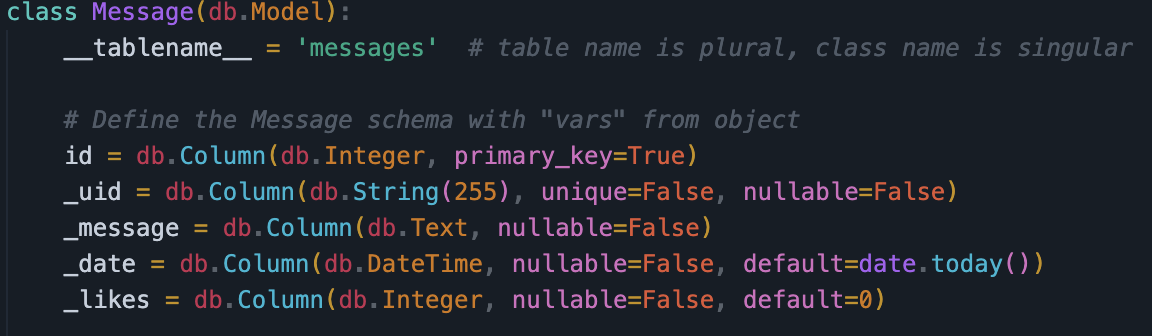 class Message(db.Model):
    __tablename__ = 'messages'  # table name is plural, class name is singular

    # Define the Message schema with "vars" from object
    id = db.Column(db.Integer, primary_key=True)
    _uid = db.Column(db.String(255), unique=False, nullable=False)
    _message = db.Column(db.Text, nullable=False)
    _date = db.Column(db.DateTime, nullable=False, default=date.today())
    _likes = db.Column(db.Integer, nullable=False, default=0)